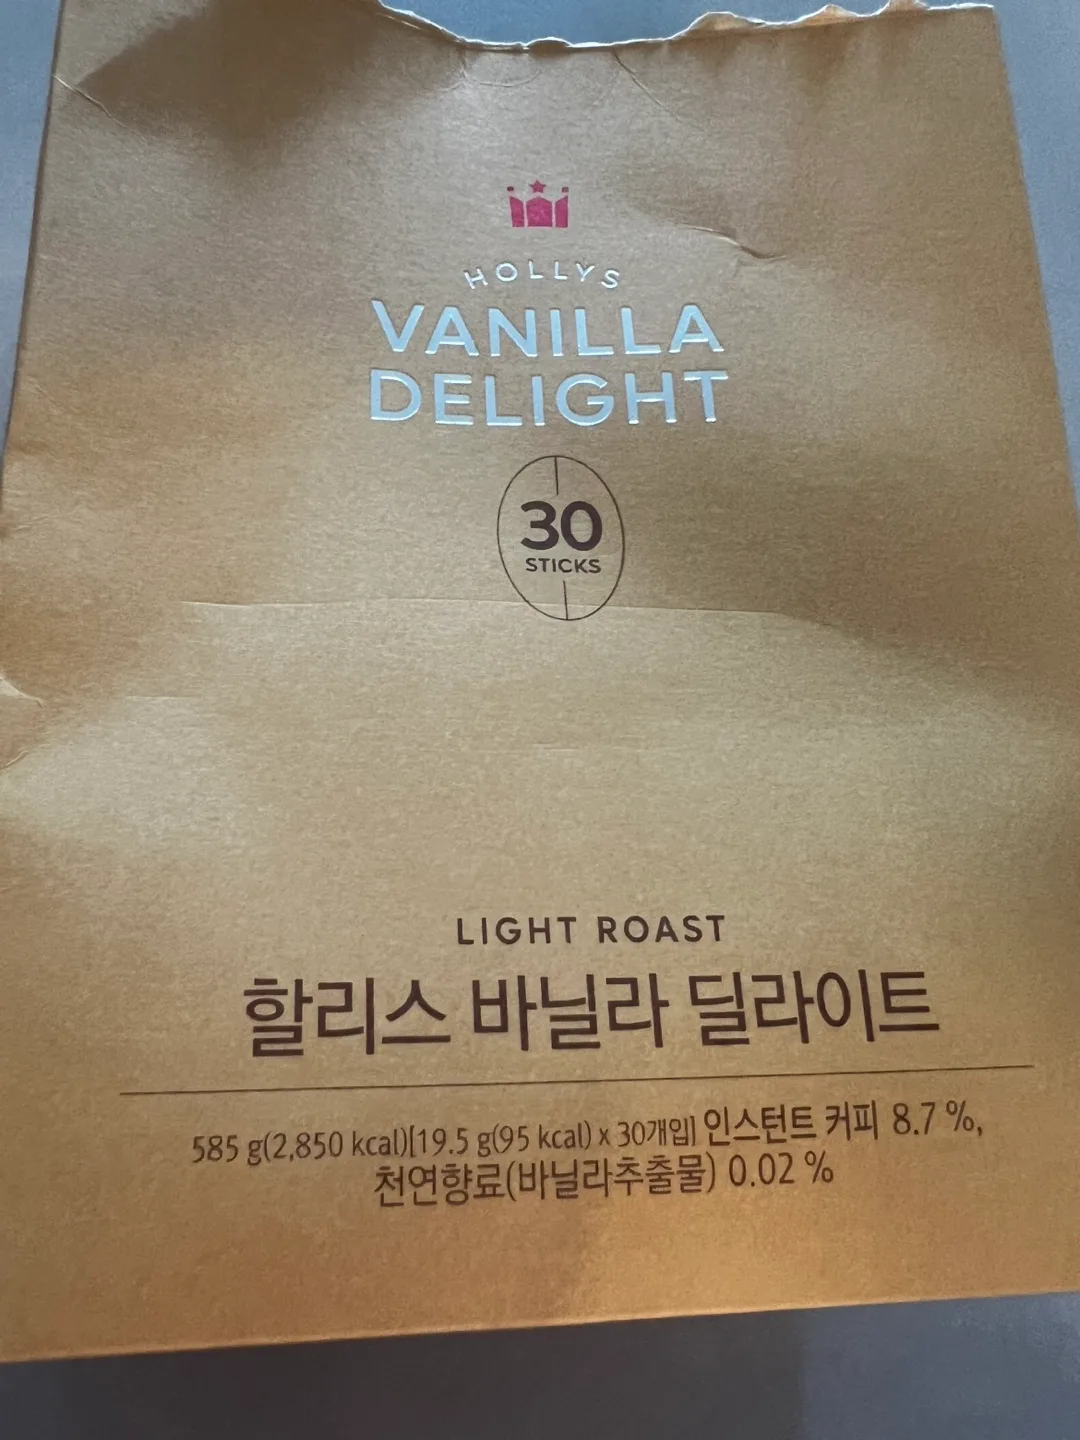 HOLLYS
VANILLA
DELIGHT
30
STICKS
LIGHT ROAST
할리스 바닐라 딜라이트
585 g(2,850 kcal)[19.5 g(95 kcal) x 30개입] 인스턴트 커피 8.7 %,
천연향료(바닐라추출물) 0.02 %